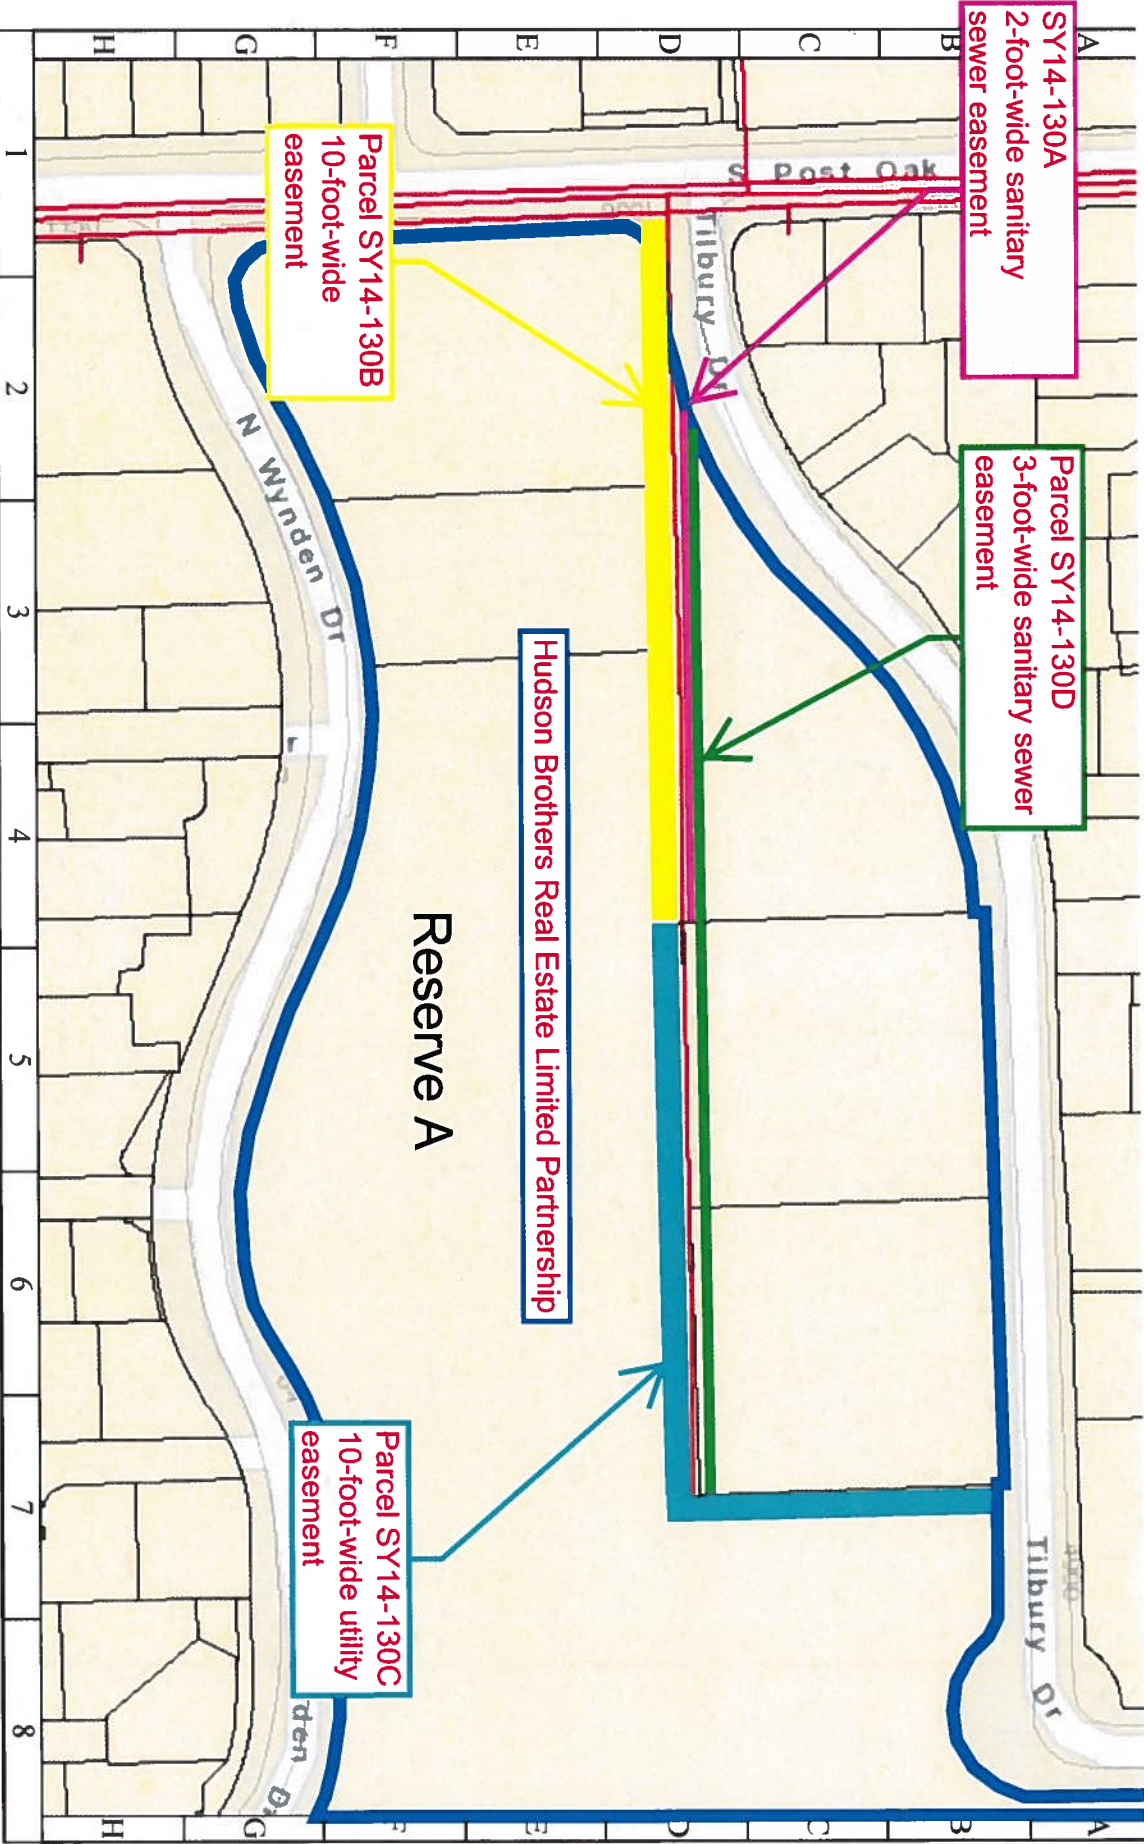 A
B
C
D
E
F
G
H
SY14-130A
2-foot-wide sanitary
sewer easement
Parcel SY14-130D
3-foot-wide sanitary sewer
easement
S Post Oak
Tilbury Dr
Parcel SY14-130B
10-foot-wide
easement
N Wynden Dr
Hudson Brothers Real Estate Limited Partnership
Reserve A
Parcel SY14-130C
10-foot-wide utility
easement
Tilbury Dr
den D
1
2
3
4
5
6
7
8
A
B
C
D
E
F
G
H